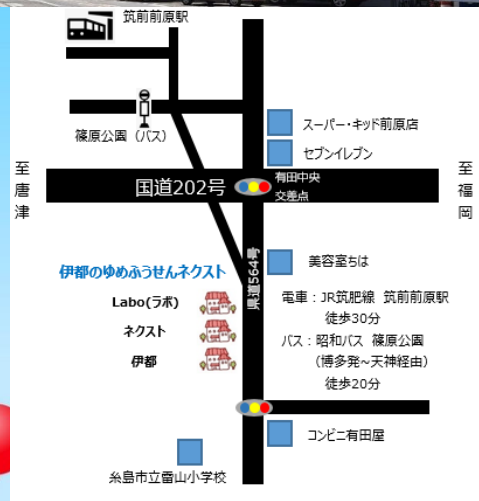 筑前前原駅
篠原公園（バス）
スーパー・キッド前原店
セブンイレブン
至唐津
国道202号
有田中央
交差点
至福岡
県道564号
美容室ちは
伊都のゆめふうせんネクスト
Labo(ラボ)
ネクスト
伊都
電車：JR筑肥線 筑前前原駅
徒歩30分
バス：昭和バス 篠原公園
（博多発~天神経由）
徒歩20分
コンビニ有田屋
糸島市立雷山小学校